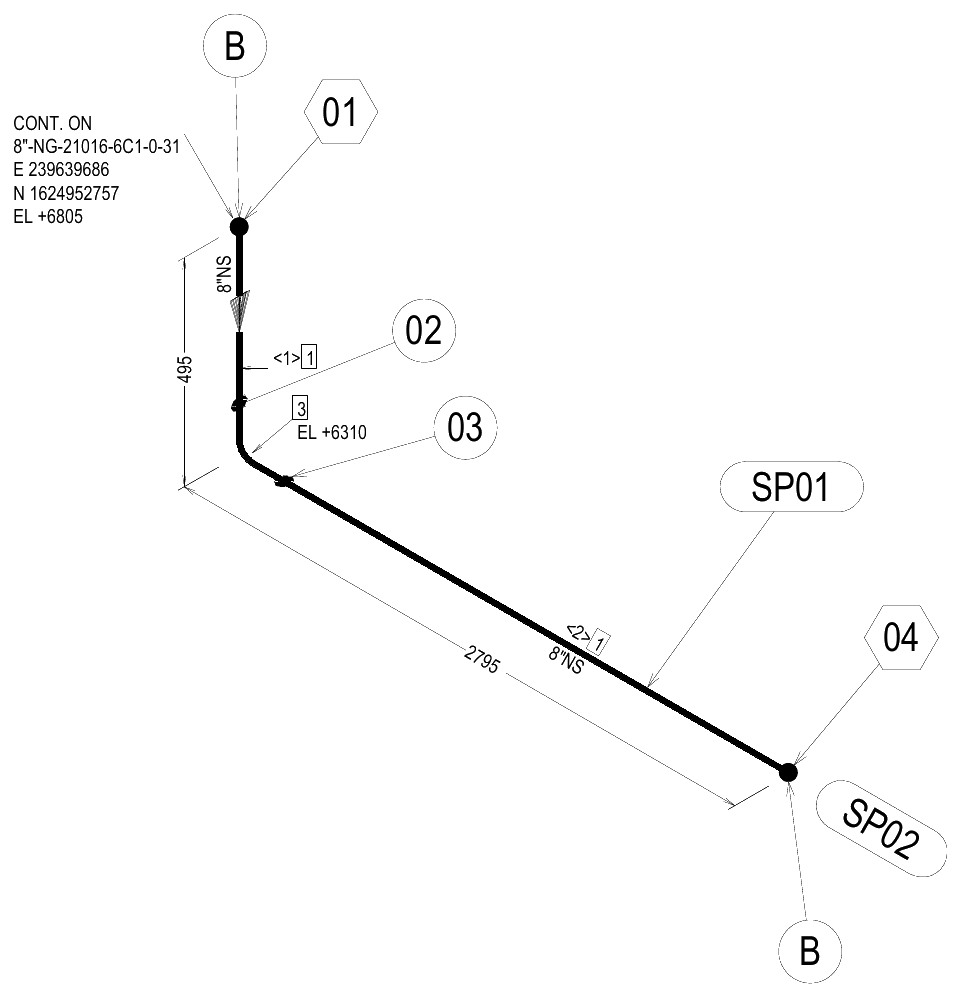 B
01
CONT. ON
8"-NG-21016-6C1-0-31
E 239639686
N 1624952757
EL +6805
8"NS
02
<1> 1
495
3
EL +6310
03
SP01
<2> 1
8"NS
2795
04
SP02
B